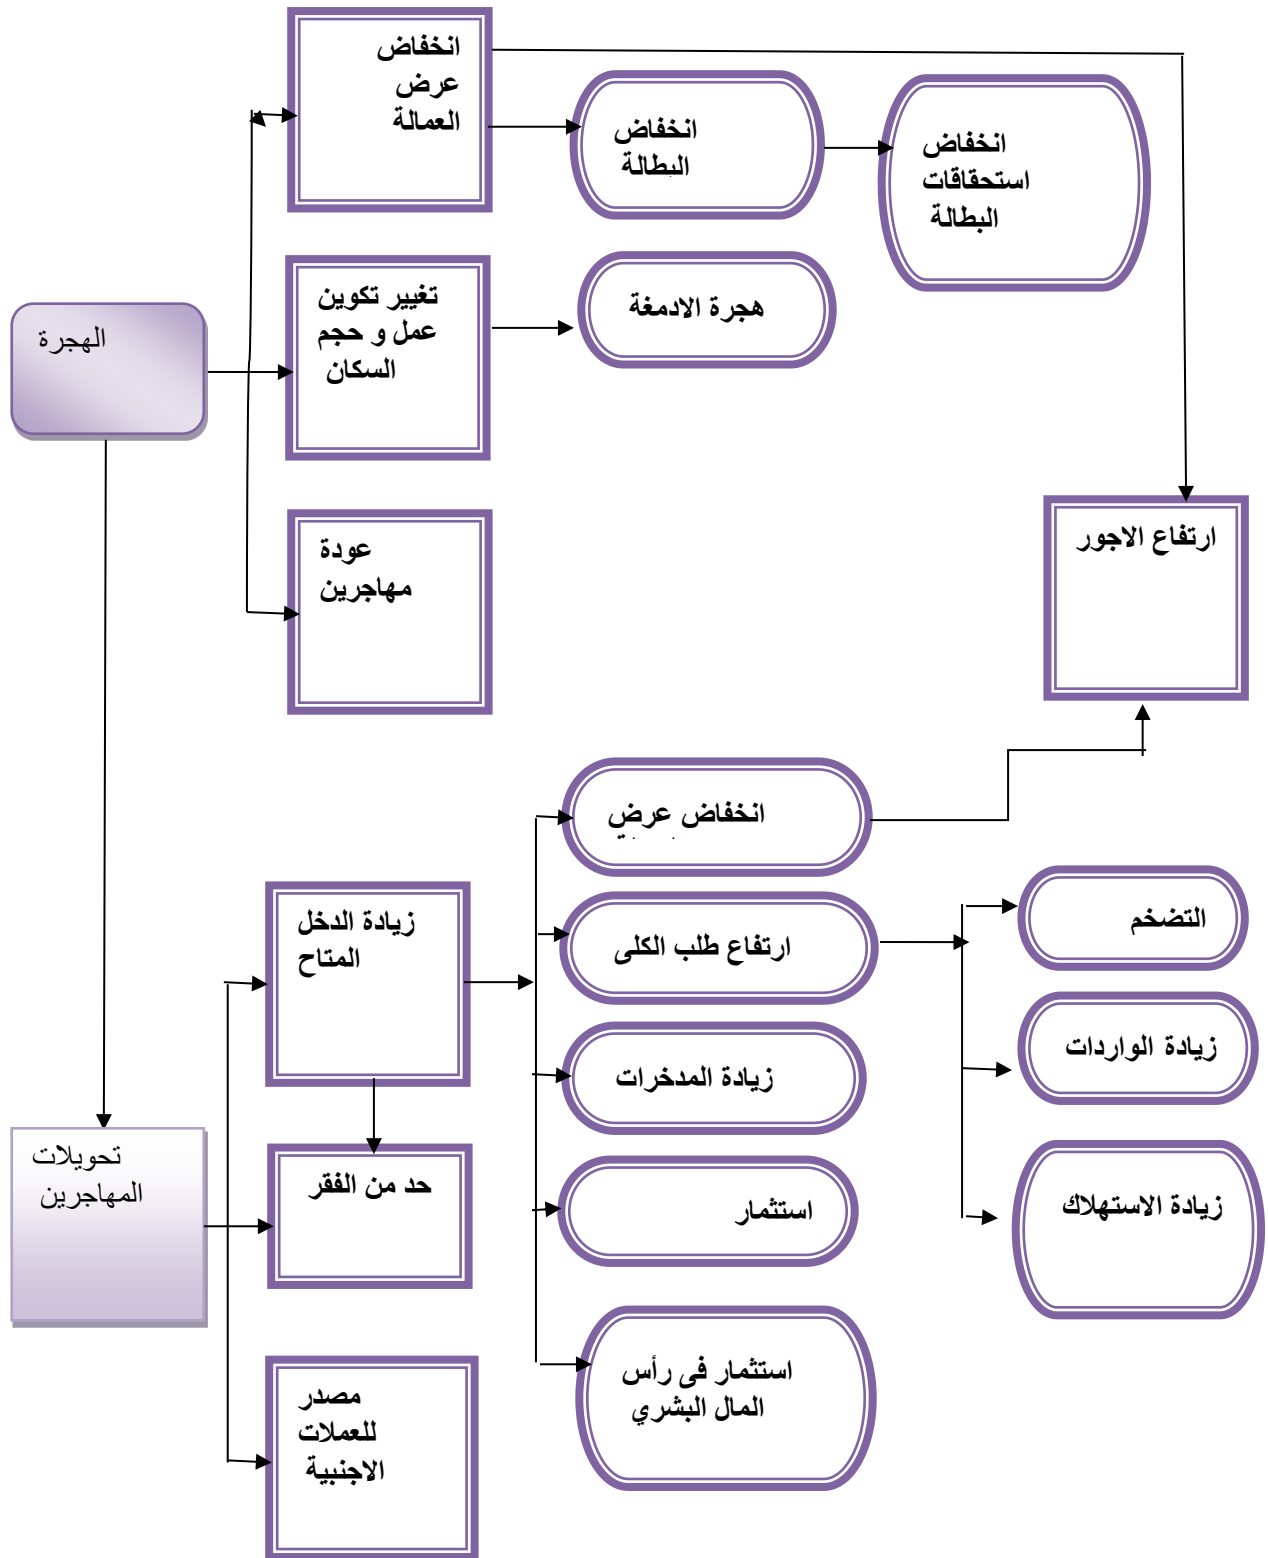 انخفاض
عرض
العمالة
انخفاض
البطالة
انخفاض
استحقاقات
البطالة
الهجرة
تغيير تكوين
عمل و حجم
السكان
هجرة الادمغة
عودة
مهاجرين
ارتفاع الاجور
انخفاض عرض
زيادة الدخل
المتاح
ارتفاع طلب الكلى
التضخم
زيادة المدخرات
زيادة الواردات
تحويلات
المهاجرين
حد من الفقر
استثمار
زيادة الاستهلاك
مصدر
للعملات
الاجنبية
استثمار فى رأس
المال البشري